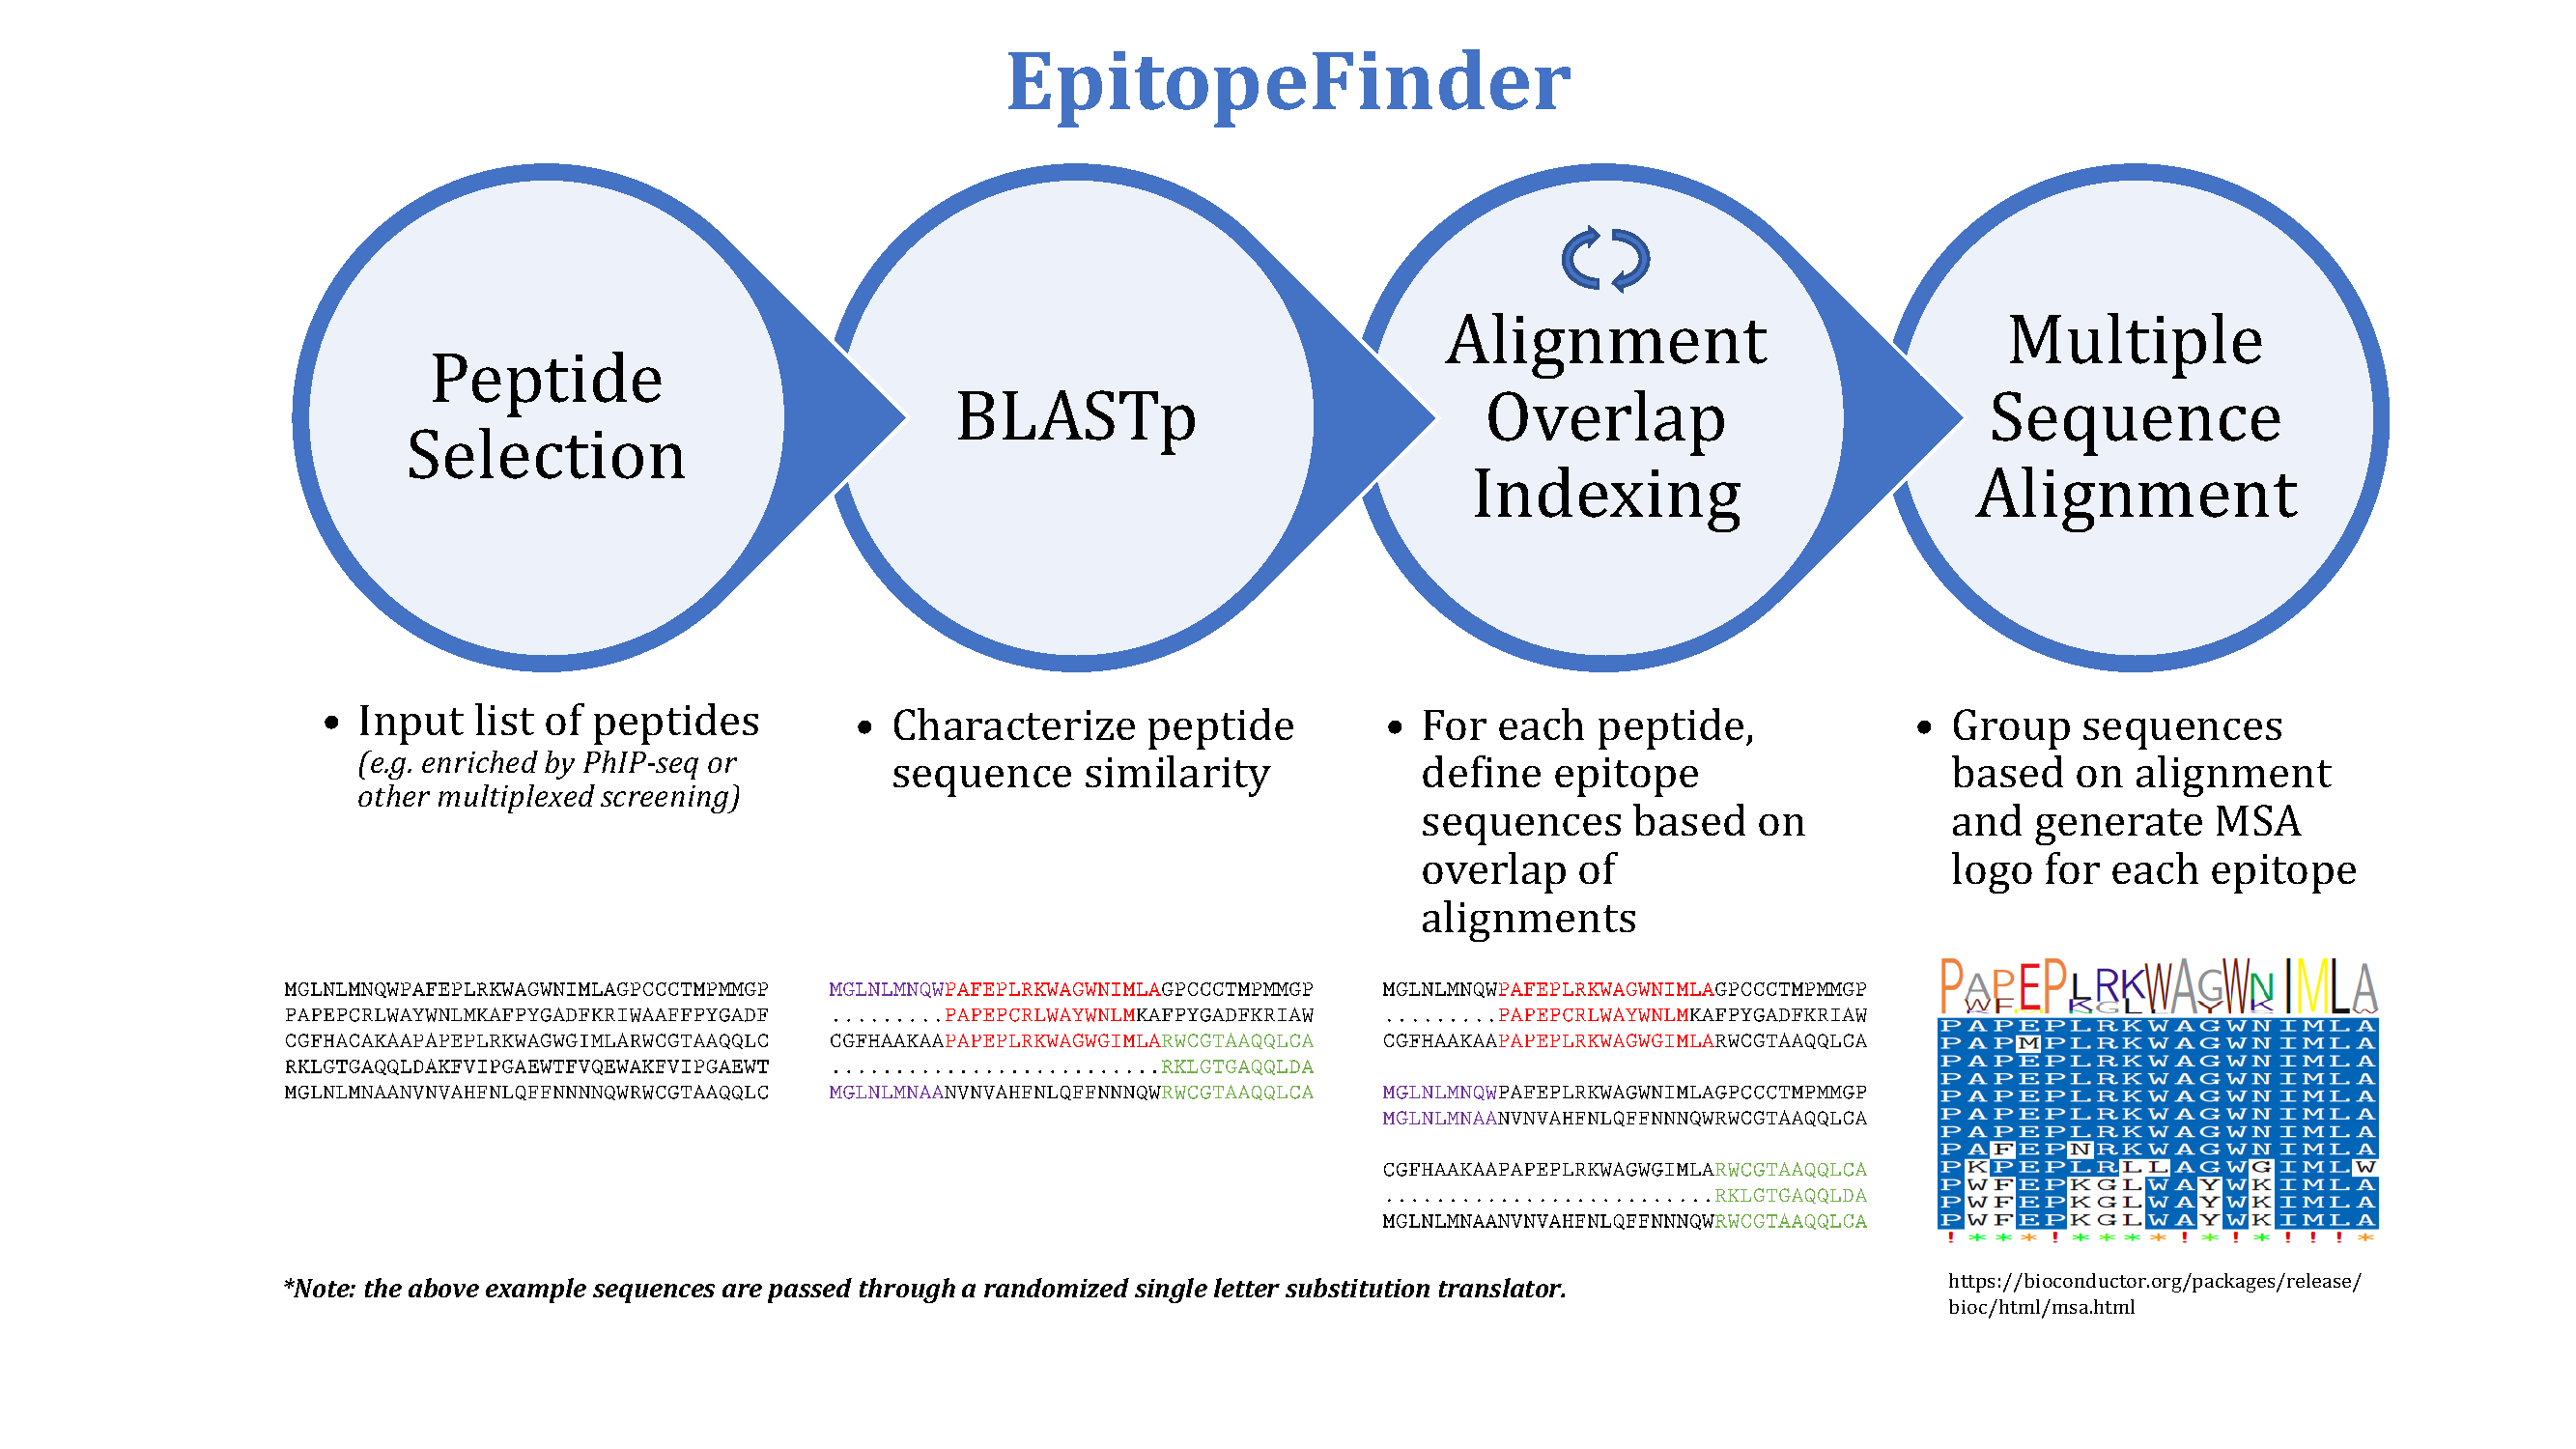 EpitopeFinder
Peptide
Selection
BLASTp
Alignment
Overlap
Indexing
Multiple
Sequence
Alignment
• Input list of peptides
(e.g. enriched by PhIP-seq or
other multiplexed screening)
• Characterize peptide
sequence similarity
• For each peptide,
define epitope
sequences based on
overlap of
alignments
• Group sequences
based on alignment
and generate MSA
logo for each epitope
MGLNLMNQWPAFEPLRKWAGWNIMLAGPCCCTMPMMGP
PAPEPCRLWAYWNLMKAFPYGADFKRIWAAFFPYGADF
CGFHACAKAAPAPEPLRKWAGWGIMLARWCGTAAQQLC
RKLGTGAQQLDAKFVIPGAEWTFVQEWAKFVIPGAEWT
MGLNLMNAANVNVAHFNLQFFNNNNQWRWCGTAAQQLC
MGLNLMNQWPAFEPLRKWAGWNIMLAGPCCCTMPMMGP
.........PAPEPCRLWAYWNLMKAFPYGADFKRIAW
CGFHAAKAAPAPEPLRKWAGWGIMLARWCGTAAQQLCA
..........................RKLGTGAQQLDA
MGLNLMNAANVNVAHFNLQFFNNNQWRWCGTAAQQLCA
MGLNLMNQWPAFEPLRKWAGWNIMLAGPCCCTMPMMGP
.........PAPEPCRLWAYWNLMKAFPYGADFKRIAW
CGFHAAKAAPAPEPLRKWAGWGIMLARWCGTAAQQLCA
MGLNLMNQWPAFEPLRKWAGWNIMLAGPCCCTMPMMGP
MGLNLMNAANVNVAHFNLQFFNNNQWRWCGTAAQQLCA
CGFHAAKAAPAPEPLRKWAGWGIMLARWCGTAAQQLCA
..........................RKLGTGAQQLDA
MGLNLMNAANVNVAHFNLQFFNNNQWRWCGTAAQQLCA
PAPEPLRKWAGWNIMLA
PAPEPLRKWAGWNIMLA
PAPMPLRKWAGWNIMLA
PAPEPLRKWAGWNIMLA
PAPEPLRKWAGWNIMLA
PAPEPLRKWAGWNIMLA
PAPEPLRKWAGWNIMLA
PAPEPLRKWAGWNIMLA
PAFEPNRKWAGWNIMLA
PKPEPLRLLAGWGIMLW
PWFEPKGLWAYWKIMLA
PWFEPKGLWAYWKIMLA
PWFEPKGLWAYWKIMLA
!***!****!*!*!!!*
*Note: the above example sequences are passed through a randomized single letter substitution translator.
https://bioconductor.org/packages/release/
bioc/html/msa.html